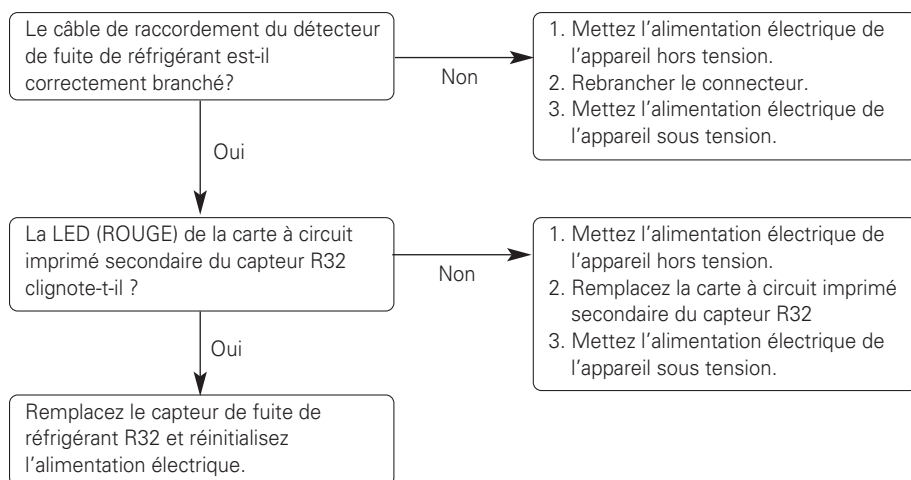 Le câble de raccordement du détecteur
de fuite de réfrigérant est-il
correctement branché?
Non
1. Mettez l'alimentation électrique de
l'appareil hors tension.
2. Rebrancher le connecteur.
3. Mettez l'alimentation électrique de
l'appareil sous tension.
Oui
La LED (ROUGE) de la carte à circuit
imprimé secondaire du capteur R32
clignote-t-il ?
Non
1. Mettez l'alimentation électrique de
l'appareil hors tension.
2. Remplacez la carte à circuit imprimé
secondaire du capteur R32
3. Mettez l'alimentation électrique de
l'appareil sous tension.
Oui
Remplacez le capteur de fuite de
réfrigérant R32 et réinitialisez
l'alimentation électrique.